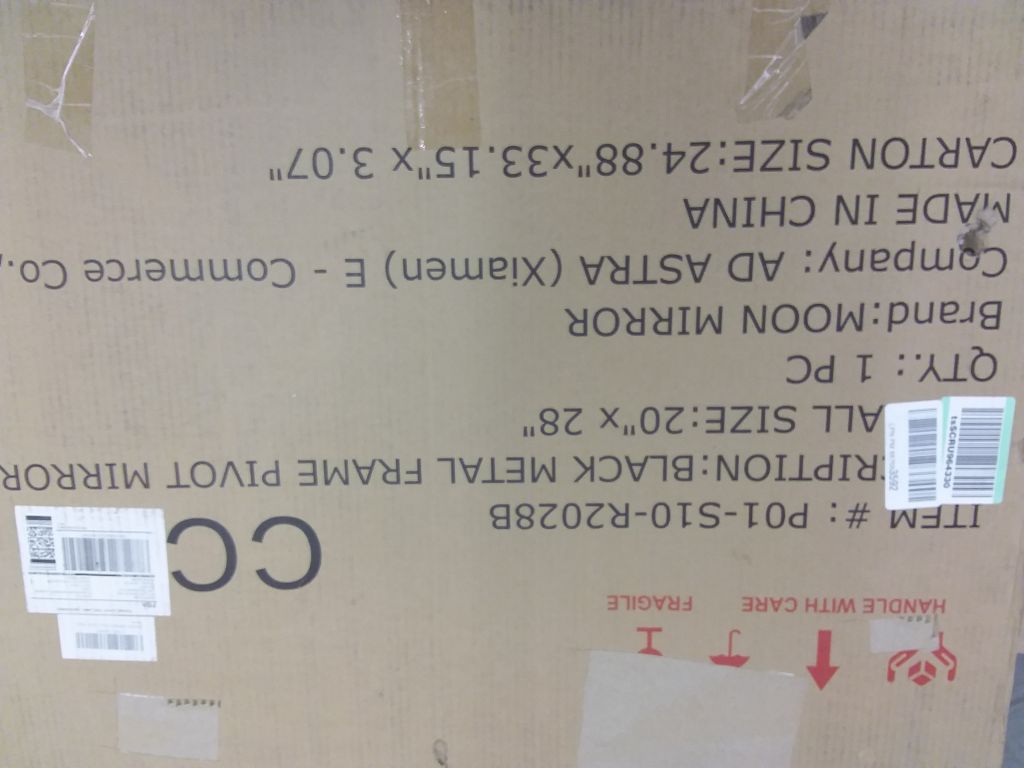 HANDLE WITH CARE FRAGILE
CC
ITEM #: P01-S10-R2028B
CRIPTION:BLACK METAL FRAME PIVOT MIRROR
ALL SIZE:20"x 28"
QTY.: 1 PC
Brand:MOON MIRROR
Company: AD ASTRA (Xiamen) E - Commerce Co.,
MADE IN CHINA
CARTON SIZE:24.88"x33.15"x 3.07"